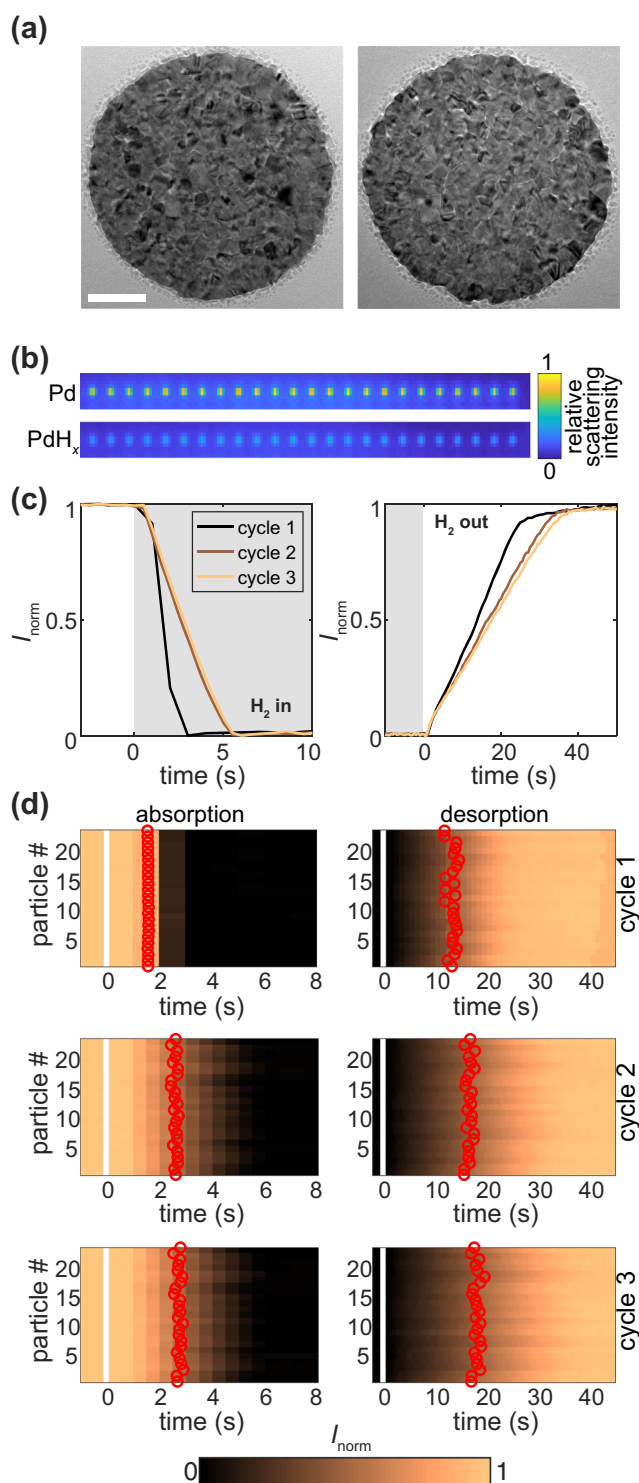 (a)
(b)
Pd
PdHx
1
0
relative
scattering
intensity
(c)
1
0.5
0
Inorm
cycle 1
cycle 2
cycle 3
H2 in
0 5 10
time (s)
1
0.5
0
Inorm
H2 out
0 20 40
time (s)
(d)
absorption
desorption
particle #
20
15
10
5
0 2 4 6 8
time (s)
20
15
10
5
0 10 20 30 40
time (s)
cycle 1
particle #
20
15
10
5
0 2 4 6 8
time (s)
20
15
10
5
0 10 20 30 40
time (s)
cycle 2
particle #
20
15
10
5
0 2 4 6 8
time (s)
20
15
10
5
0 10 20 30 40
time (s)
cycle 3
Inorm
0 1